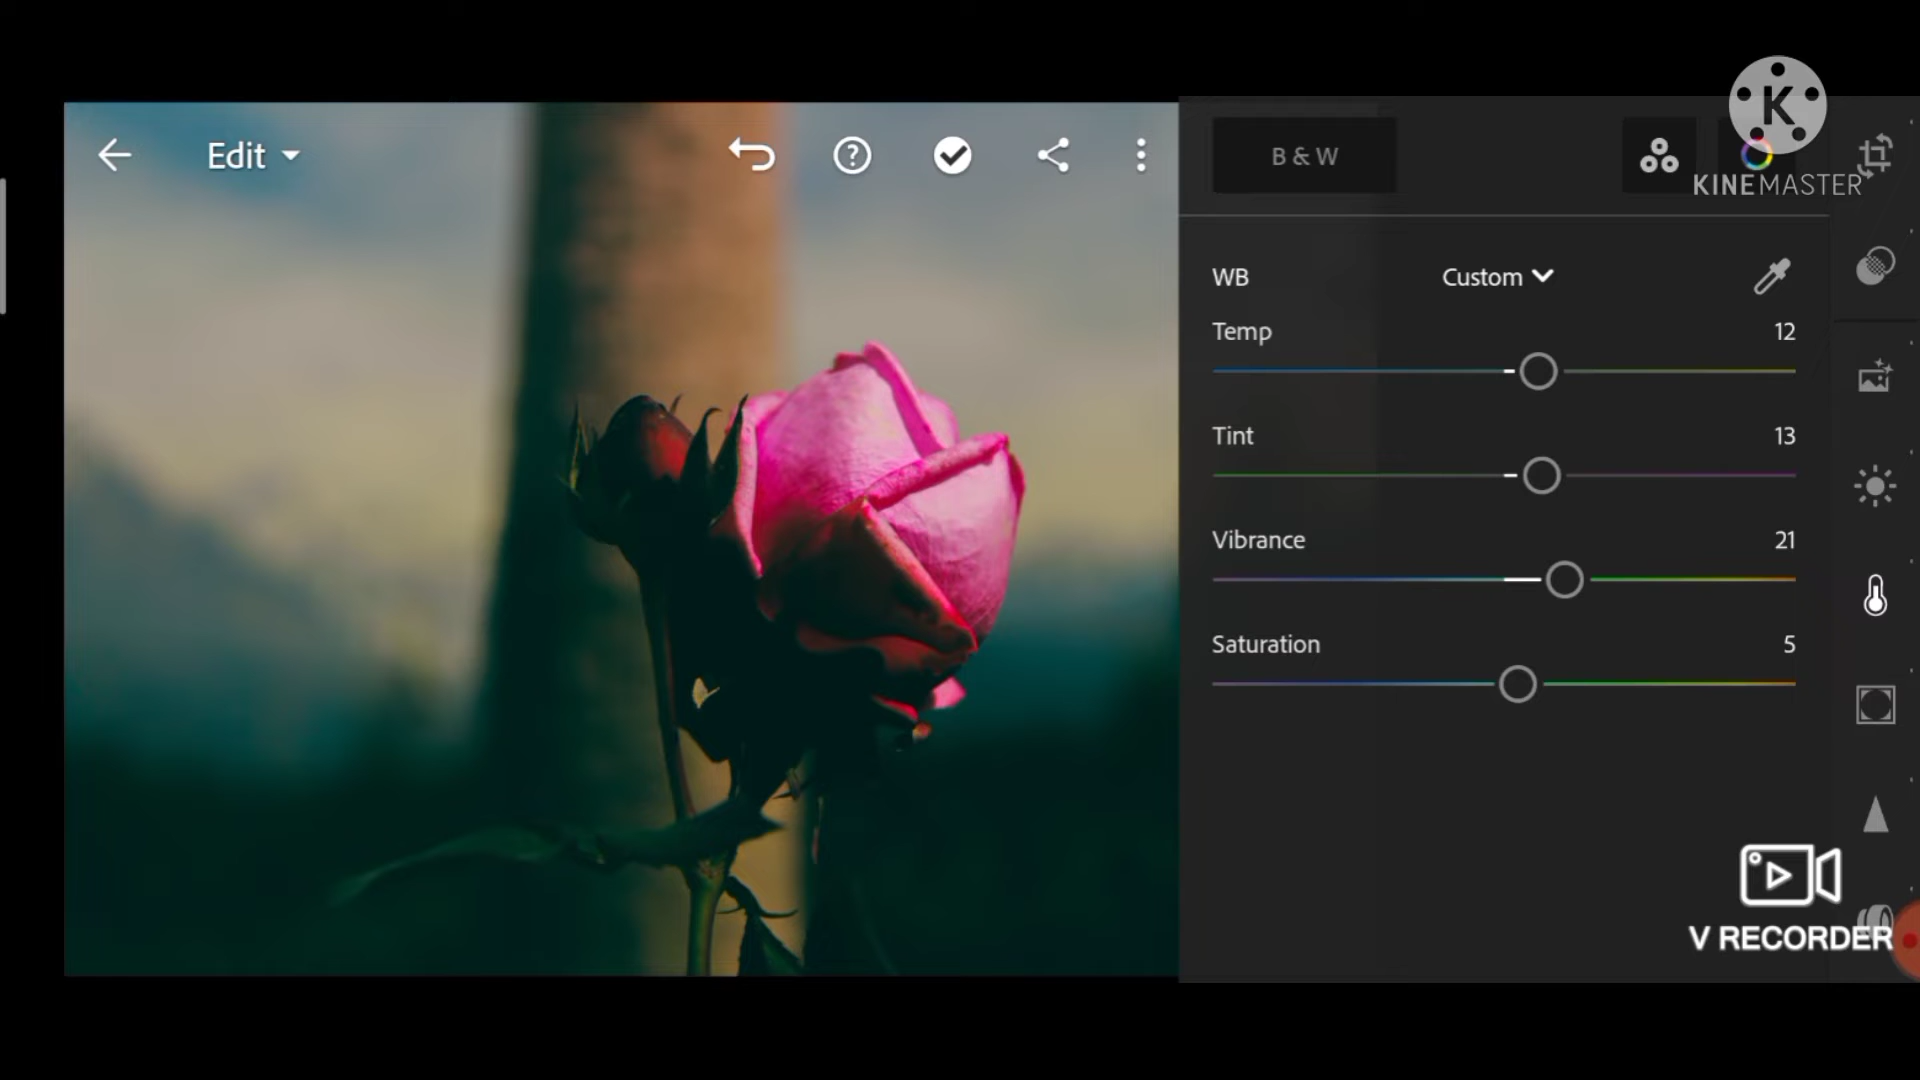 Edit
B & W
KINEMASTER
WB
Custom
Temp
12
Tint
13
Vibrance
21
Saturation
5
V RECORDER